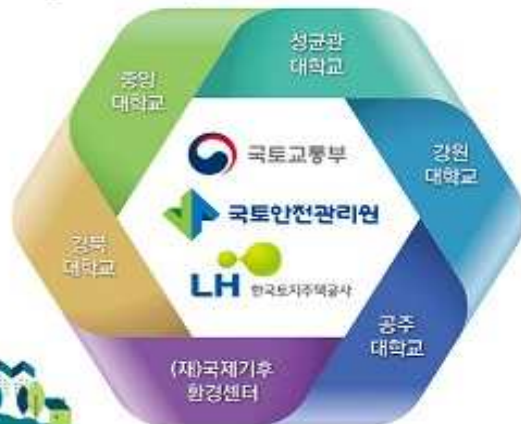 성균관
대학교
중앙
대학교
강원
대학교
국토교통부
국토안전관리원
LH 한국토지주택공사
경북
대학교
공주
대학교
(재)국제기후
환경센터